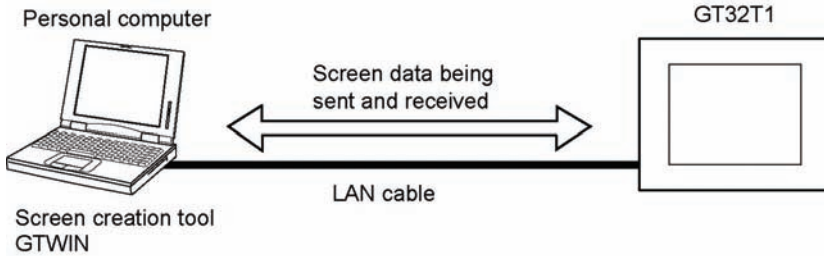 Personal computer
GT32T1
Screen data being
sent and received
LAN cable
Screen creation tool
GTWIN